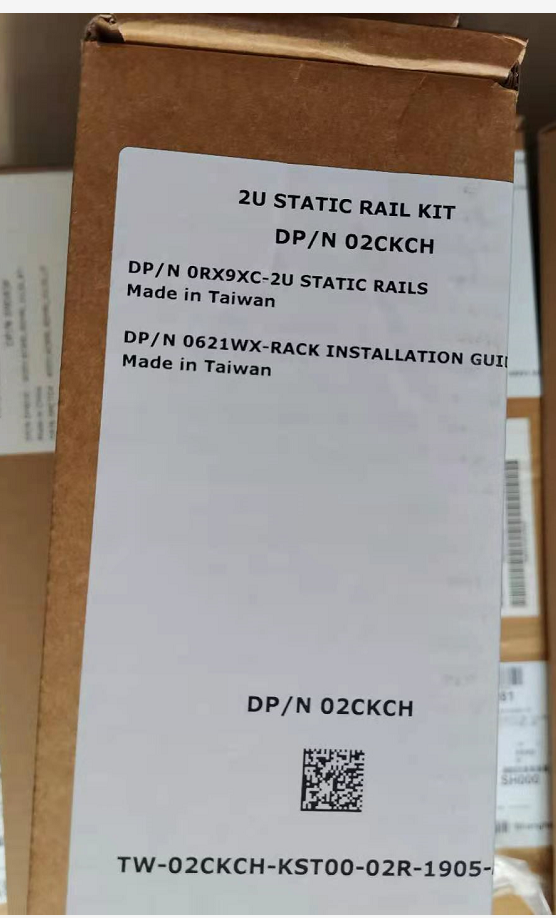 2U STATIC RAIL KIT
DP/N 02CKCH
DP/N 0RX9XC-2U STATIC RAILS
Made in Taiwan
DP/N 0621WX-RACK INSTALLATION GUI
Made in Taiwan
DP/N 02CKCH
TW-02CKCH-KST00-02R-1905-
SH000